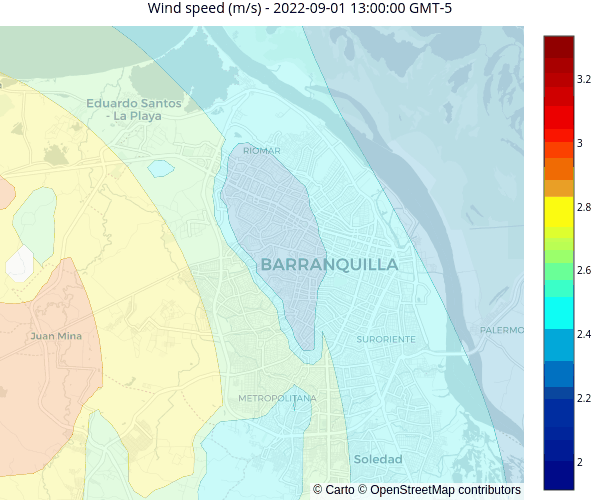 Wind speed (m/s) - 2022-09-01 13:00:00 GMT-5
Eduardo Santos
- La Playa
RIOMAR
BARRANQUILLA
Juan Mina
SURORIENTE
PALERMO
METROPOLITANA
Soledad
3.2
3
2.8
2.6
2.4
2.2
2
© Carto © OpenStreetMap contributors